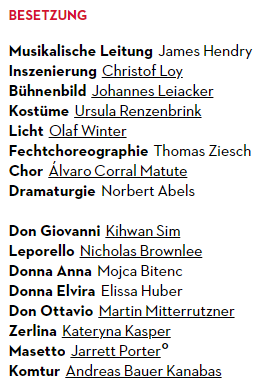 BESETZUNG
Musikalische Leitung James Hendry
Inszenierung Christof Loy
Bühnenbild Johannes Leiacker
Kostüme Ursula Renzenbrink
Licht Olaf Winter
Fechtchoreographie Thomas Ziesch
Chor Álvaro Corral Matute
Dramaturgie Norbert Abels
Don Giovanni Kihwan Sim
Leporello Nicholas Brownlee
Donna Anna Mojca Bitenc
Donna Elvira Elissa Huber
Don Ottavio Martin Mitterrutzner
Zerlina Kateryna Kasper
Masetto Jarrett Porter°
Komtur Andreas Bauer Kanabas